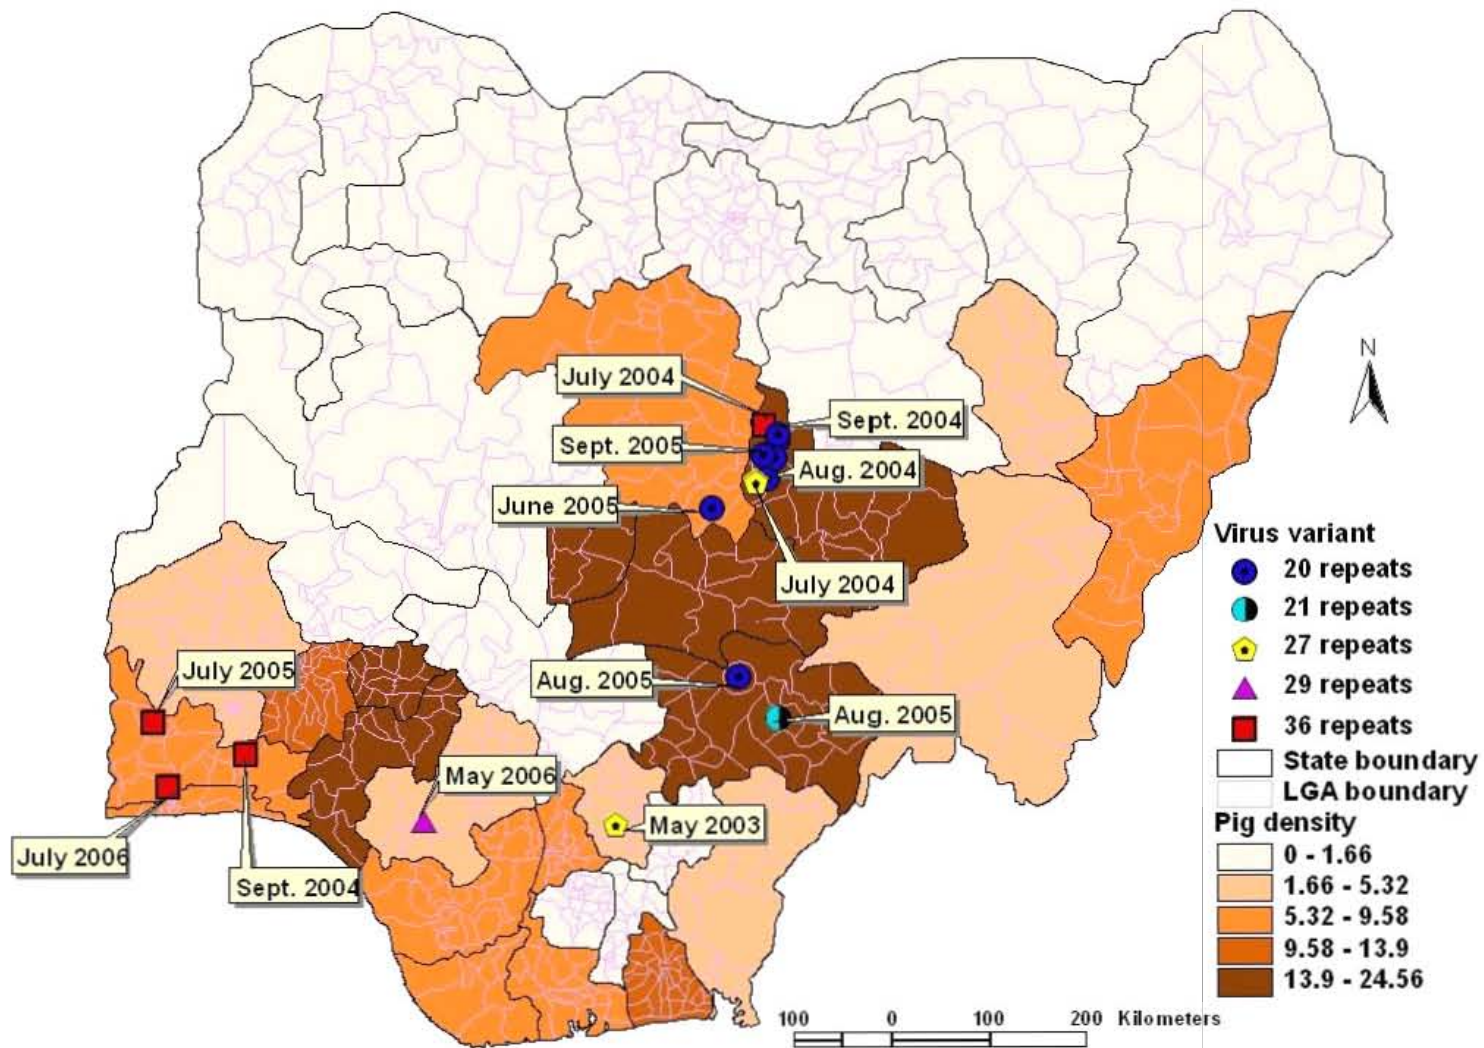 July 2004
Sept. 2004
Sept. 2005
Aug. 2004
June 2005
July 2004
July 2005
Aug. 2005
Aug. 2005
May 2006
May 2003
July 2006
Sept. 2004
N
Virus variant
20 repeats
21 repeats
27 repeats
29 repeats
36 repeats
State boundary
LGA boundary
Pig density
0 - 1.66
1.66 - 5.32
5.32 - 9.58
9.58 - 13.9
13.9 - 24.56
100 0 100 200 Kilometers